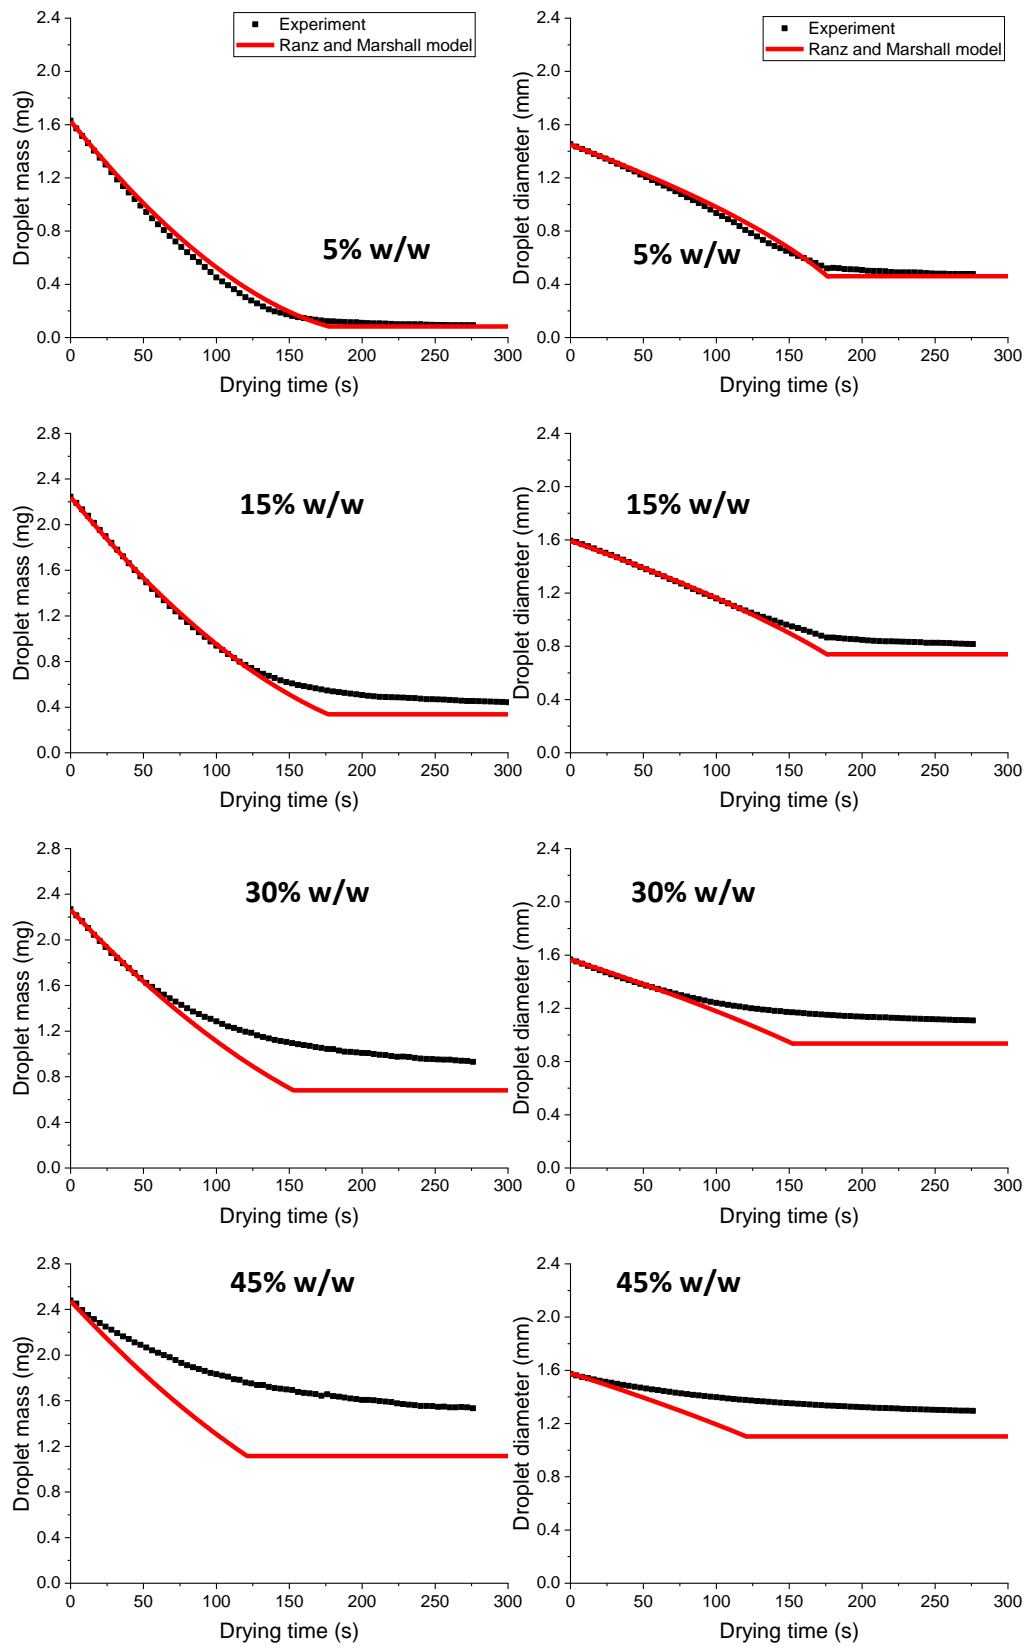 Experiment
Ranz and Marshall model
Droplet mass (mg)
2.4
2.0
1.6
1.2
0.8
0.4
0.0
5% w/w
0 50 100 150 200 250 300
Drying time (s)
Experiment
Ranz and Marshall model
Droplet diameter (mm)
2.4
2.0
1.6
1.2
0.8
0.4
0.0
5% w/w
0 50 100 150 200 250 300
Drying time (s)
Droplet mass (mg)
2.8
2.4
2.0
1.6
1.2
0.8
0.4
0.0
15% w/w
0 50 100 150 200 250 300
Drying time (s)
Droplet diameter (mm)
2.4
2.0
1.6
1.2
0.8
0.4
0.0
15% w/w
0 50 100 150 200 250 300
Drying time (s)
Droplet mass (mg)
2.8
2.4
2.0
1.6
1.2
0.8
0.4
0.0
30% w/w
0 50 100 150 200 250 300
Drying time (s)
Droplet diameter (mm)
2.4
2.0
1.6
1.2
0.8
0.4
0.0
30% w/w
0 50 100 150 200 250 300
Drying time (s)
Droplet mass (mg)
2.8
2.4
2.0
1.6
1.2
0.8
0.4
0.0
45% w/w
0 50 100 150 200 250 300
Drying time (s)
Droplet diameter (mm)
2.4
2.0
1.6
1.2
0.8
0.4
0.0
45% w/w
0 50 100 150 200 250 300
Drying time (s)